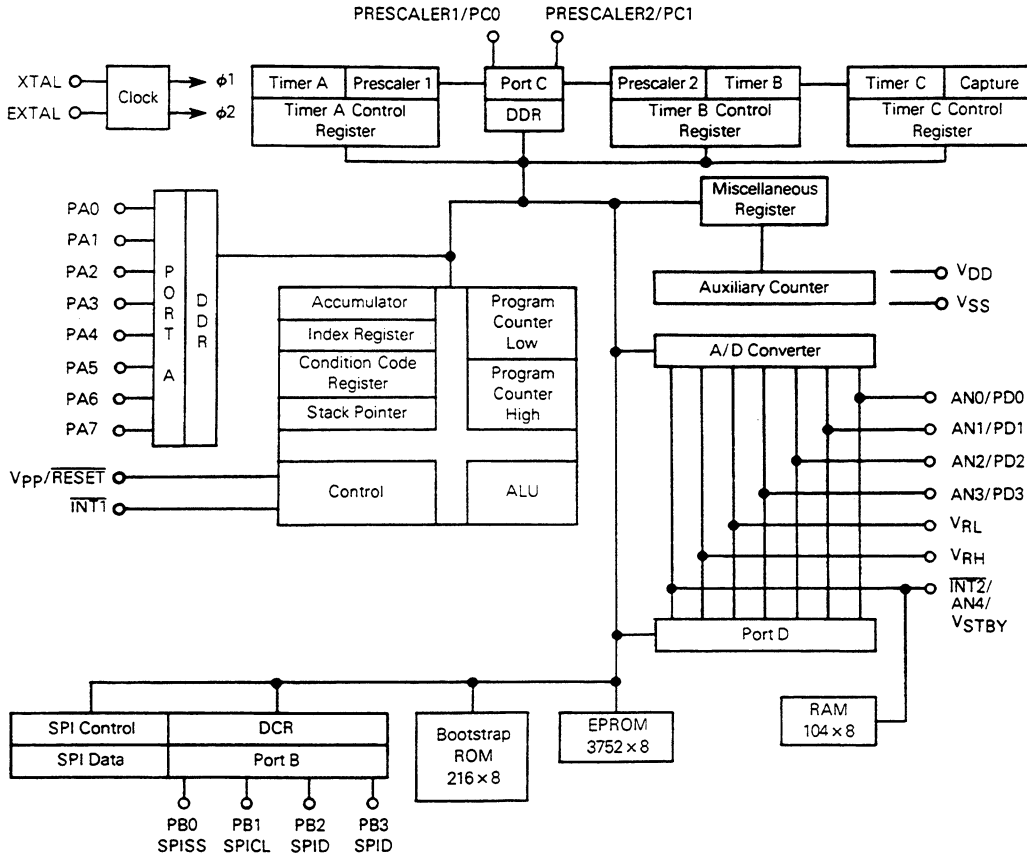 PRESCALER1/PC0
PRESCALER2/PC1
XTAL
EXTAL
Clock
ϕ1
ϕ2
Timer A
Prescaler 1
Timer A Control
Register
Port C
DDR
Prescaler 2
Timer B
Timer B Control
Register
Timer C
Capture
Timer C Control
Register
PA0
PA1
PA2
PA3
PA4
PA5
PA6
PA7
PORT A
DDR
Miscellaneous
Register
Auxiliary Counter
VDD
VSS
Accumulator
Index Register
Condition Code
Register
Stack Pointer
Program
Counter
Low
Program
Counter
High
Control
ALU
VPP/RESET
INT1
A/D Converter
AN0/PD0
AN1/PD1
AN2/PD2
AN3/PD3
VRL
VRH
INT2/
AN4/
VSTBY
Port D
SPI Control
DCR
SPI Data
Port B
Bootstrap
ROM
216 × 8
EPROM
3752 × 8
RAM
104 × 8
PB0
SPISS
PB1
SPICL
PB2
SPID
PB3
SPID